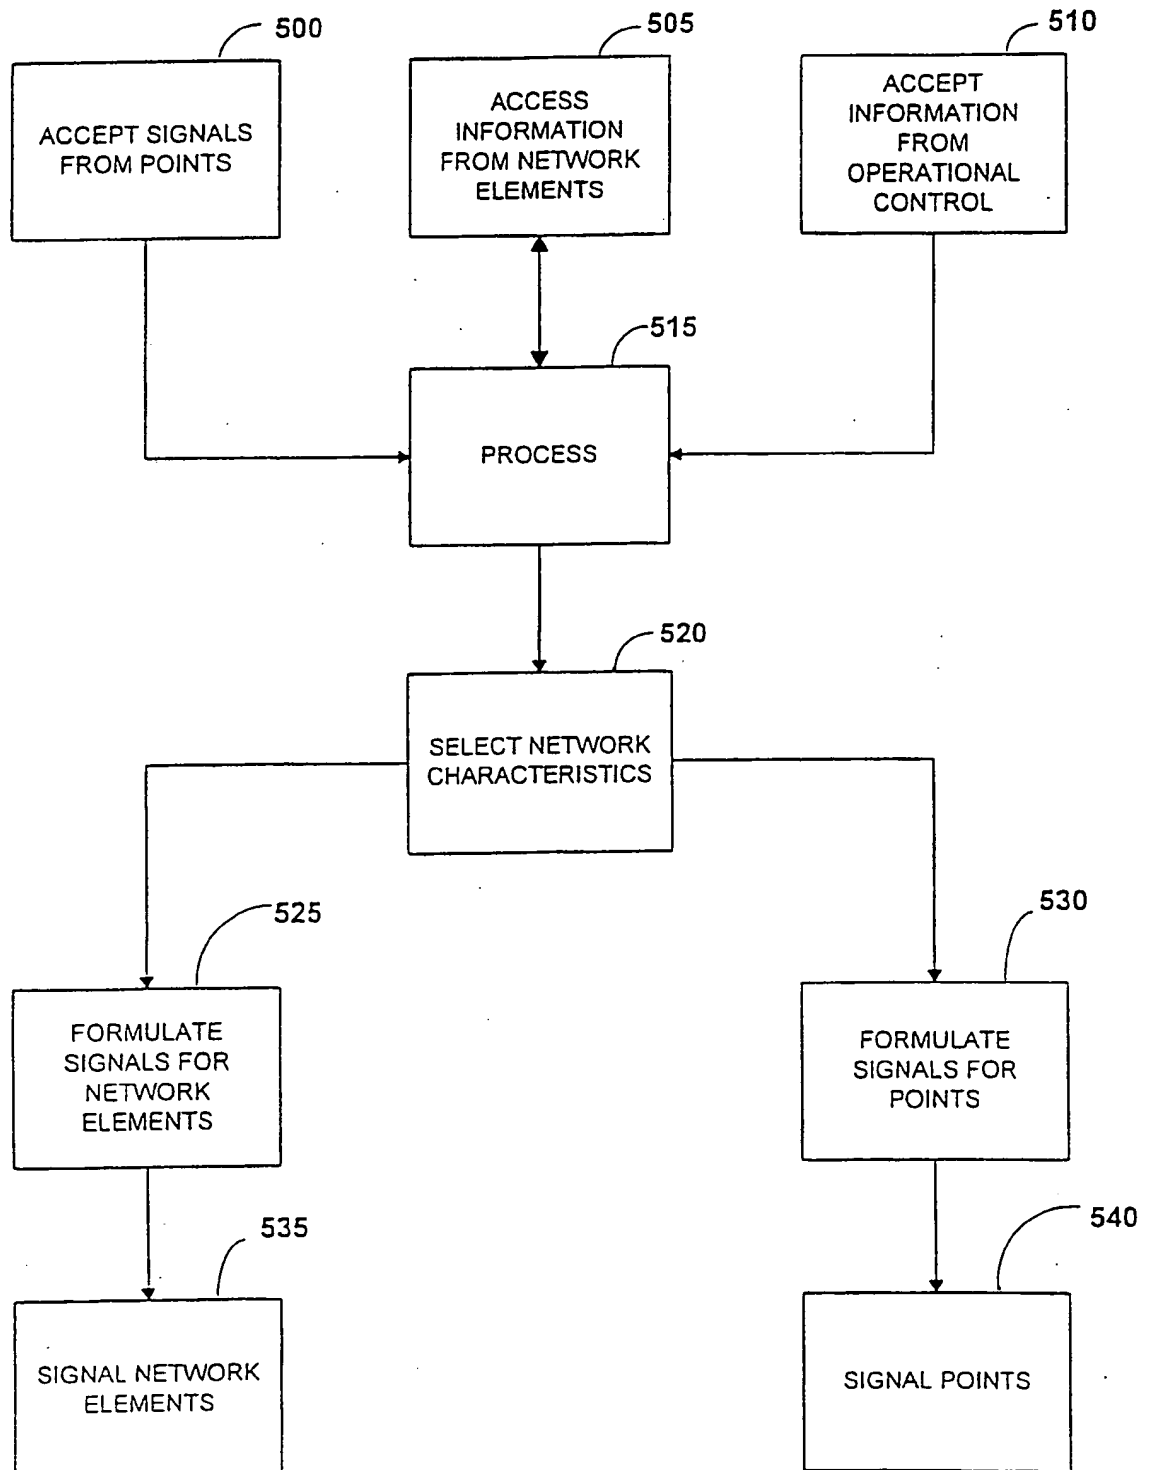 500
ACCEPT SIGNALS
FROM POINTS
505
ACCESS
INFORMATION
FROM NETWORK
ELEMENTS
510
ACCEPT
INFORMATION
FROM
OPERATIONAL
CONTROL
515
PROCESS
520
SELECT NETWORK
CHARACTERISTICS
525
FORMULATE
SIGNALS FOR
NETWORK
ELEMENTS
530
FORMULATE
SIGNALS FOR
POINTS
535
SIGNAL NETWORK
ELEMENTS
540
SIGNAL POINTS